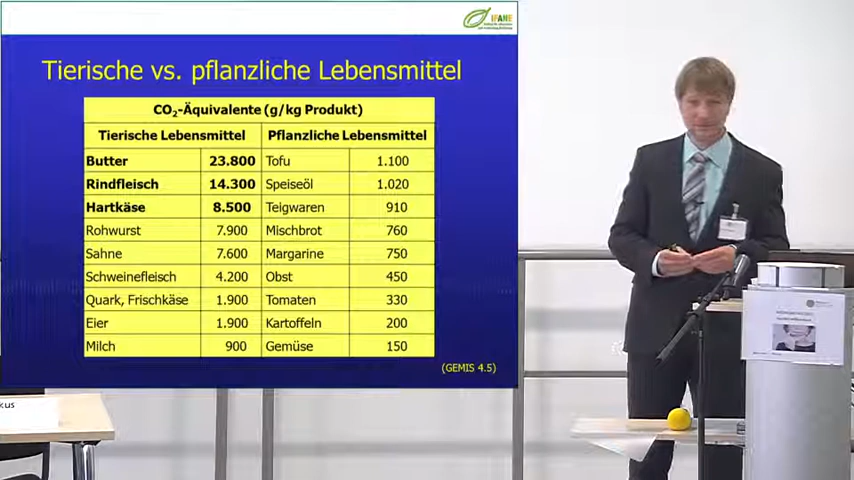 IFANE
Tierische vs. pflanzliche Lebensmittel
CO₂-Äquivalente (g/kg Produkt)
Tierische Lebensmittel Pflanzliche Lebensmittel
Butter 23.800 Tofu 1.100
Rindfleisch 14.300 Speiseöl 1.020
Hartkäse 8.500 Teigwaren 910
Rohwurst 7.900 Mischbrot 760
Sahne 7.600 Margarine 750
Schweinefleisch 4.200 Obst 450
Quark, Frischkäse 1.900 Tomaten 330
Eier 1.900 Kartoffeln 200
Milch 900 Gemüse 150
(GEMIS 4.5)